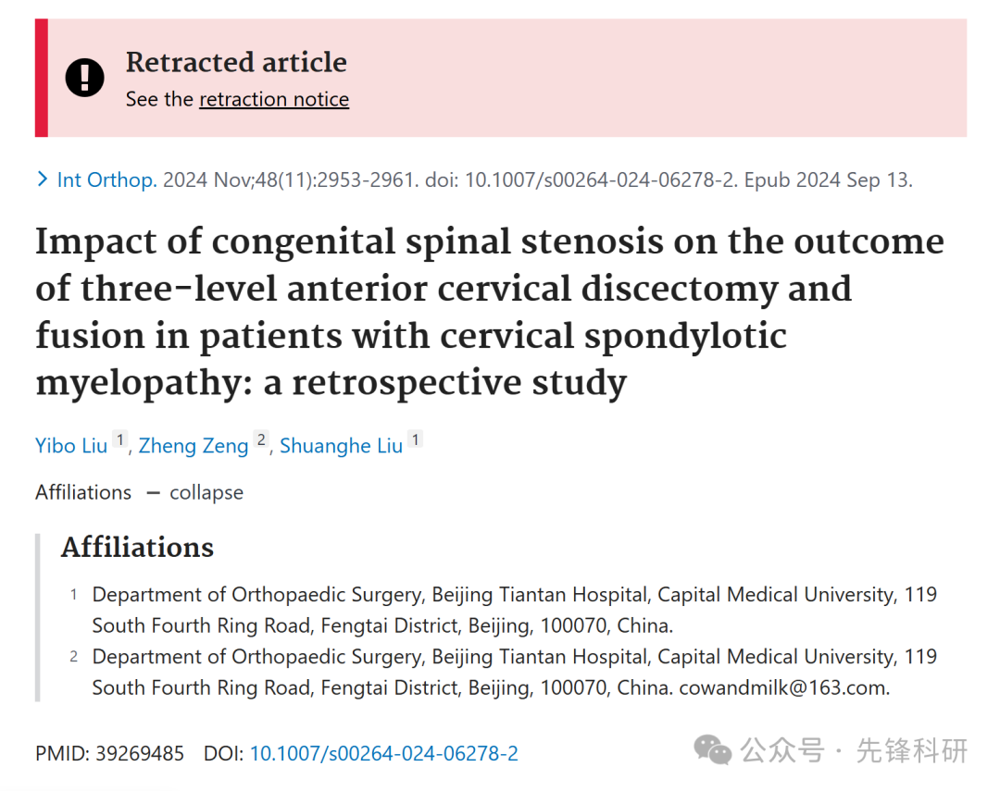 Retracted article
See the retraction notice
Int Orthop. 2024 Nov;48(11):2953-2961. doi: 10.1007/s00264-024-06278-2. Epub 2024 Sep 13.
Impact of congenital spinal stenosis on the outcome
of three-level anterior cervical discectomy and
fusion in patients with cervical spondylotic
myelopathy: a retrospective study
Yibo Liu 1, Zheng Zeng 2, Shuanghe Liu 1
Affiliations − collapse
Affiliations
1 Department of Orthopaedic Surgery, Beijing Tiantan Hospital, Capital Medical University, 119
South Fourth Ring Road, Fengtai District, Beijing, 100070, China.
2 Department of Orthopaedic Surgery, Beijing Tiantan Hospital, Capital Medical University, 119
South Fourth Ring Road, Fengtai District, Beijing, 100070, China. cowandmilk@163.com.
PMID: 39269485 DOI: 10.1007/s00264-024-06278-2
公众号 · 先锋科研